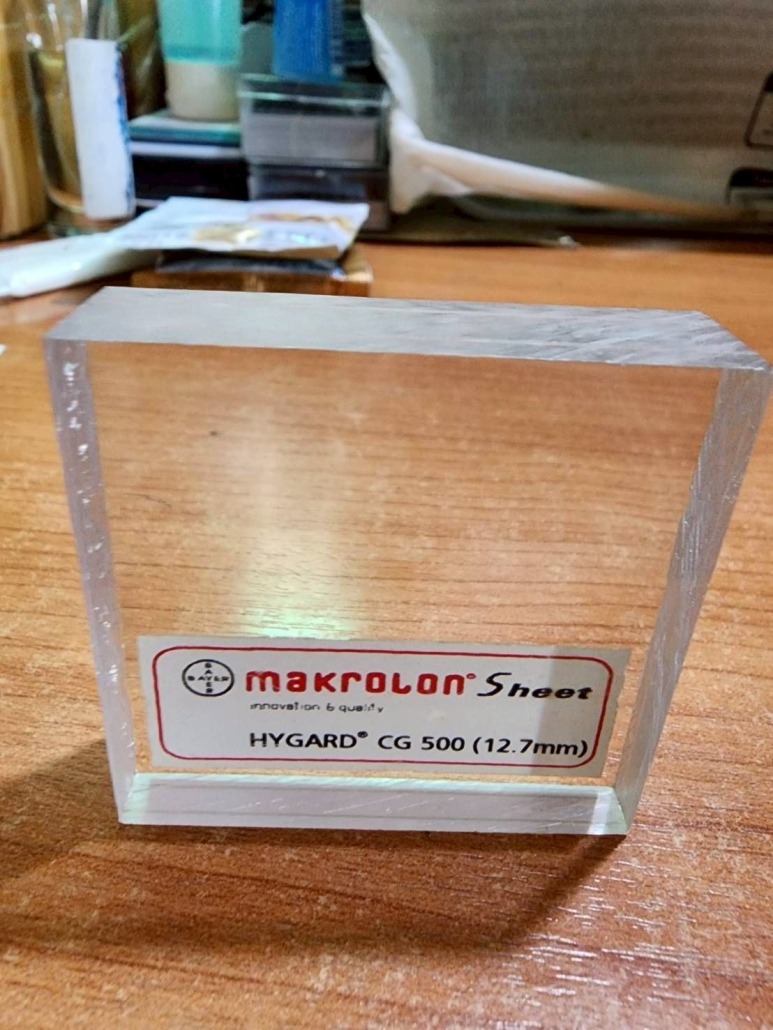 BAYER
makrolon® Sheet
innovation & quality
HYGARD® CG 500 (12.7mm)